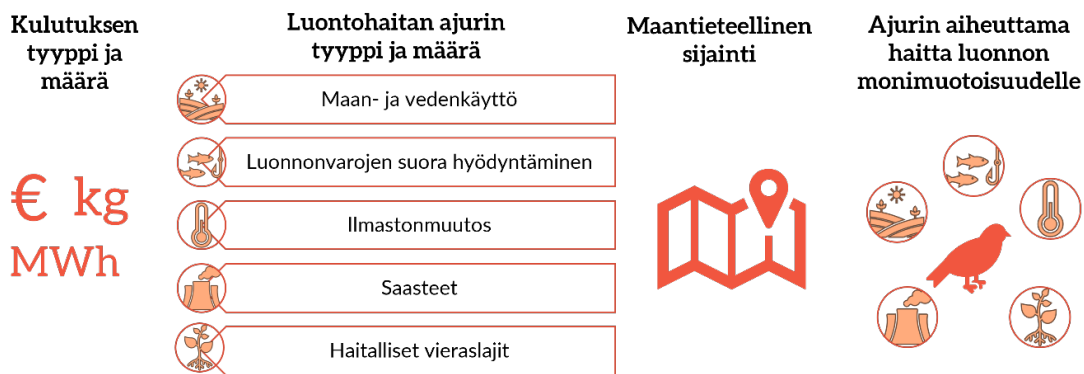 Kulutuksen
tyyppi ja
määrä
€ kg
MWh
Luontohaitan ajurin
tyyppi ja määrä
Maan- ja vedenkäyttö
Luonnonvarojen suora hyödyntäminen
Ilmastonmuutos
Saasteet
Haitalliset vieraslajit
Maantieteellinen
sijainti
Ajurin aiheuttama
haitta luonnon
monimuotoisuudelle